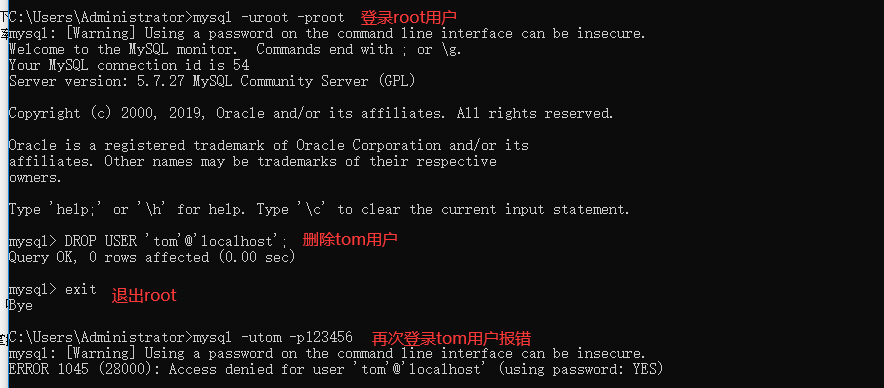 C:\Users\Administrator>mysql -uroot -proot 登录root用户
mysql: [Warning] Using a password on the command line interface can be insecure.
Welcome to the MySQL monitor.  Commands end with ; or \g.
Your MySQL connection id is 54
Server version: 5.7.27 MySQL Community Server (GPL)
Copyright (c) 2000, 2019, Oracle and/or its affiliates. All rights reserved.
Oracle is a registered trademark of Oracle Corporation and/or its
affiliates. Other names may be trademarks of their respective
owners.
Type 'help;' or '\h' for help. Type '\c' to clear the current input statement.
mysql> DROP USER 'tom'@'localhost'; 删除tom用户
Query OK, 0 rows affected (0.00 sec)
mysql> exit 退出root
Bye
C:\Users\Administrator>mysql -utom -p123456 再次登录tom用户报错
mysql: [Warning] Using a password on the command line interface can be insecure.
ERROR 1045 (28000): Access denied for user 'tom'@'localhost' (using password: YES)